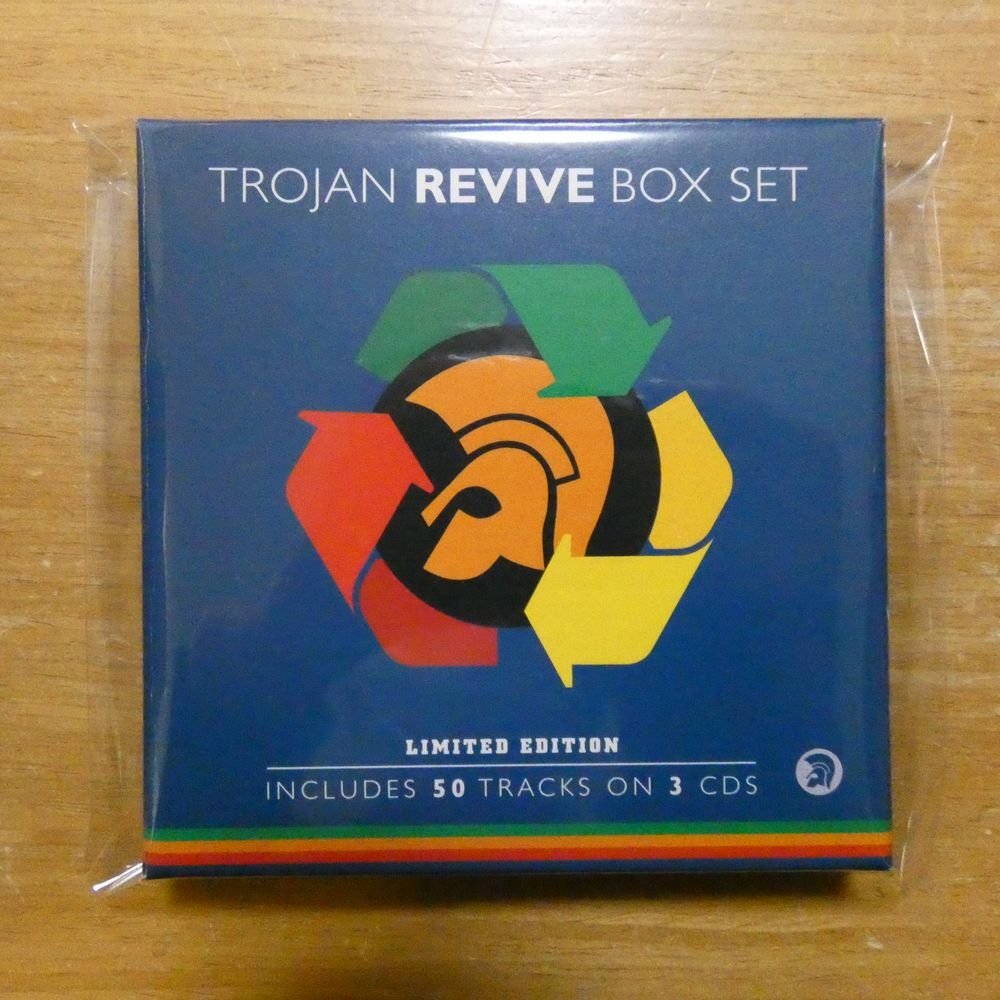 TROJAN REVIVE BOX SET
LIMITED EDITION
INCLUDES 50 TRACKS ON 3 CDS